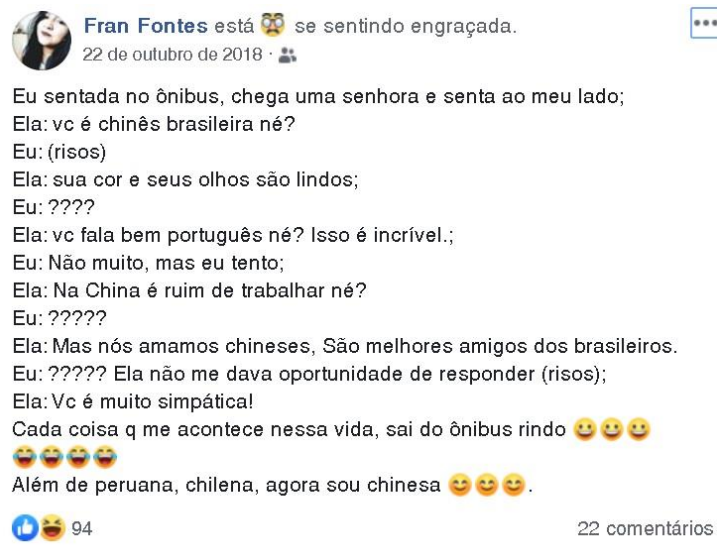 Fran Fontes está 🥸 se sentindo engraçada.
22 de outubro de 2018 ·
Eu sentada no ônibus, chega uma senhora e senta ao meu lado;
Ela: vc é chinês brasileira né?
Eu: (risos)
Ela: sua cor e seus olhos são lindos;
Eu: ????
Ela: vc fala bem português né? Isso é incrível.;
Eu: Não muito, mas eu tento;
Ela: Na China é ruim de trabalhar né?
Eu: ?????
Ela: Mas nós amamos chineses, São melhores amigos dos brasileiros.
Eu: ????? Ela não me dava oportunidade de responder (risos);
Ela: Vc é muito simpática!
Cada coisa q me acontece nessa vida, sai do ônibus rindo 😀😀😀
😂😂😂😂
Além de peruana, chilena, agora sou chinesa 😊😊😊.
94
22 comentários